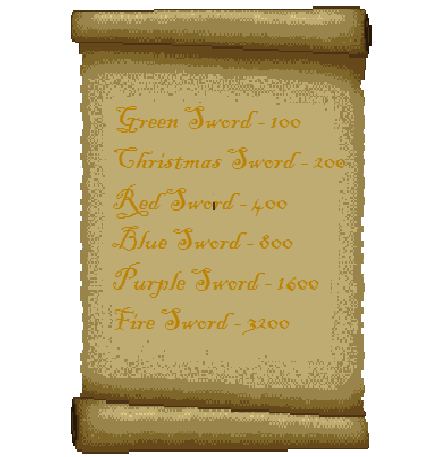 Green Sword - 100
Christmas Sword - 200
Red Sword - 400
Blue Sword - 800
Purple Sword - 1600
Fire Sword - 3200